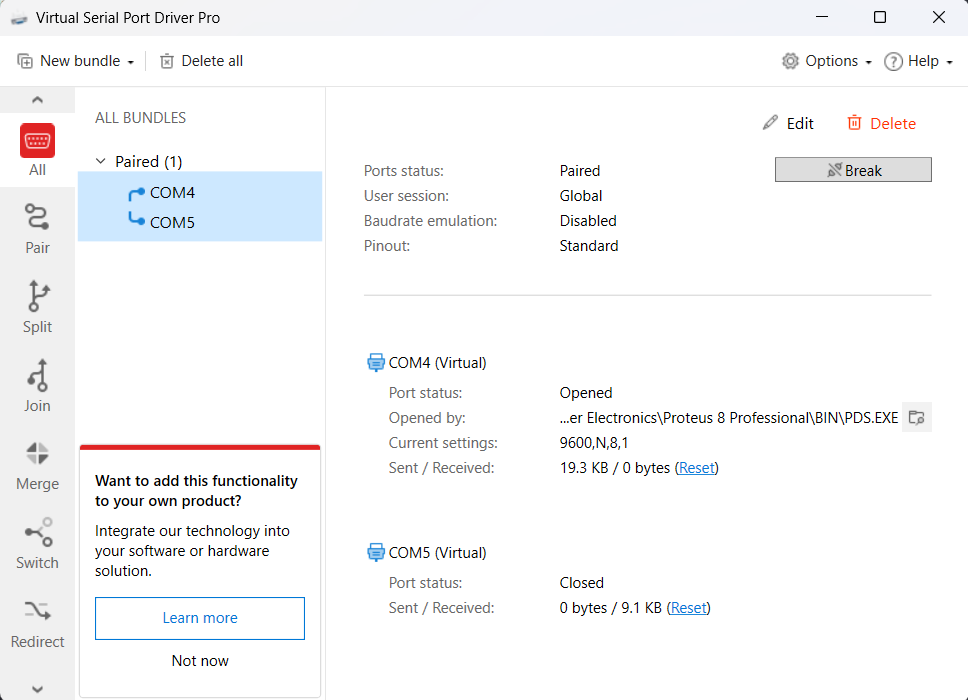 Virtual Serial Port Driver Pro
New bundle
Delete all
Options
? Help
All
Pair
Split
Join
Merge
Switch
Redirect
ALL BUNDLES
Paired (1)
COM4
COM5
Want to add this functionality
to your own product?
Integrate our technology into
your software or hardware
solution.
Learn more
Not now
Edit
Delete
Ports status: Paired
Break
User session: Global
Baudrate emulation: Disabled
Pinout: Standard
COM4 (Virtual)
Port status: Opened
Opened by: ...er Electronics\Proteus 8 Professional\BIN\PDS.EXE
Current settings: 9600,N,8,1
Sent / Received: 19.3 KB / 0 bytes (Reset)
COM5 (Virtual)
Port status: Closed
Sent / Received: 0 bytes / 9.1 KB (Reset)